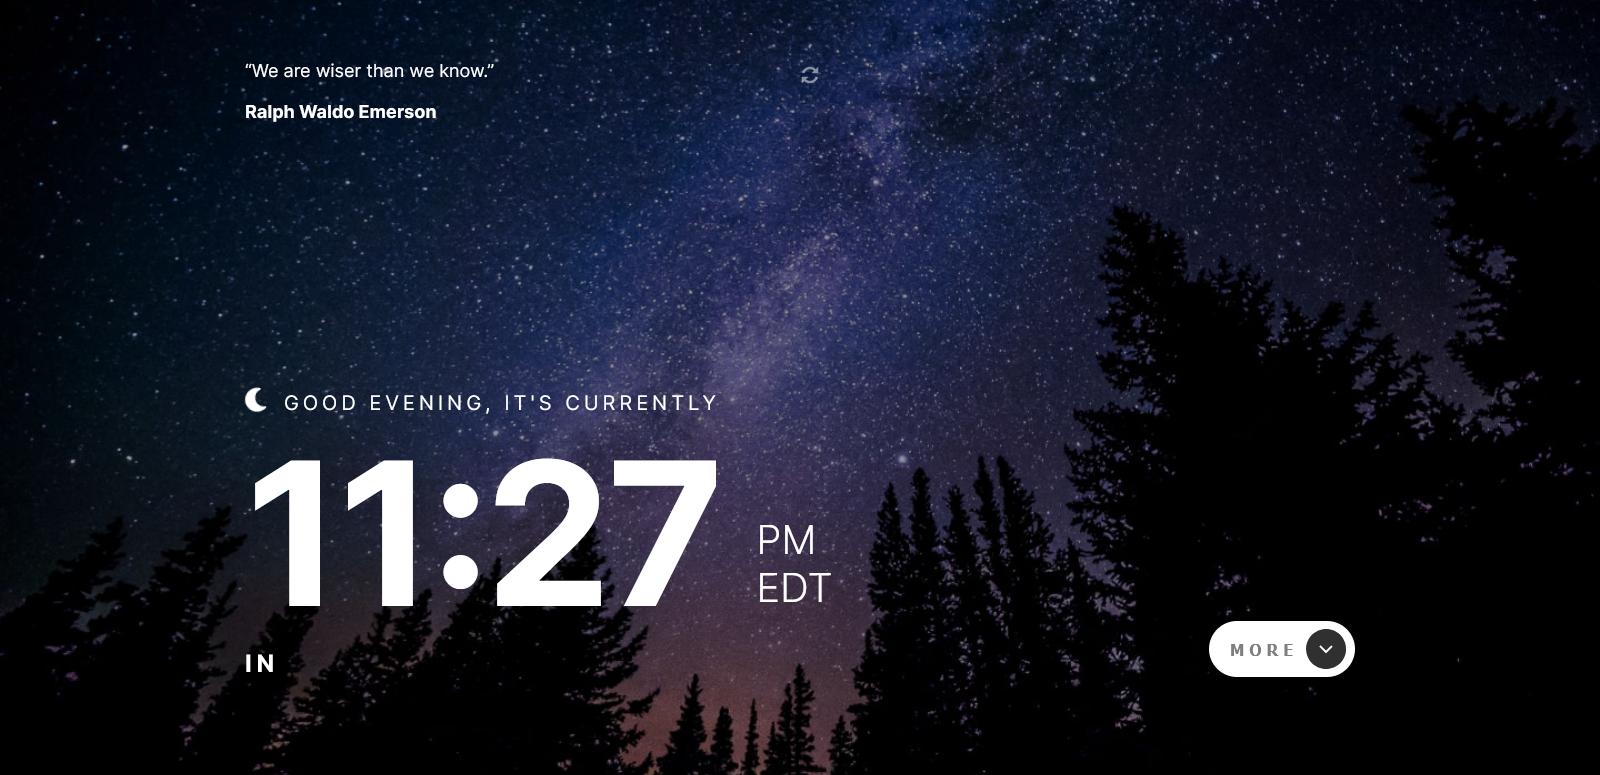 “We are wiser than we know.”
Ralph Waldo Emerson
GOOD EVENING, IT'S CURRENTLY
11:27 PM EDT
IN
MORE